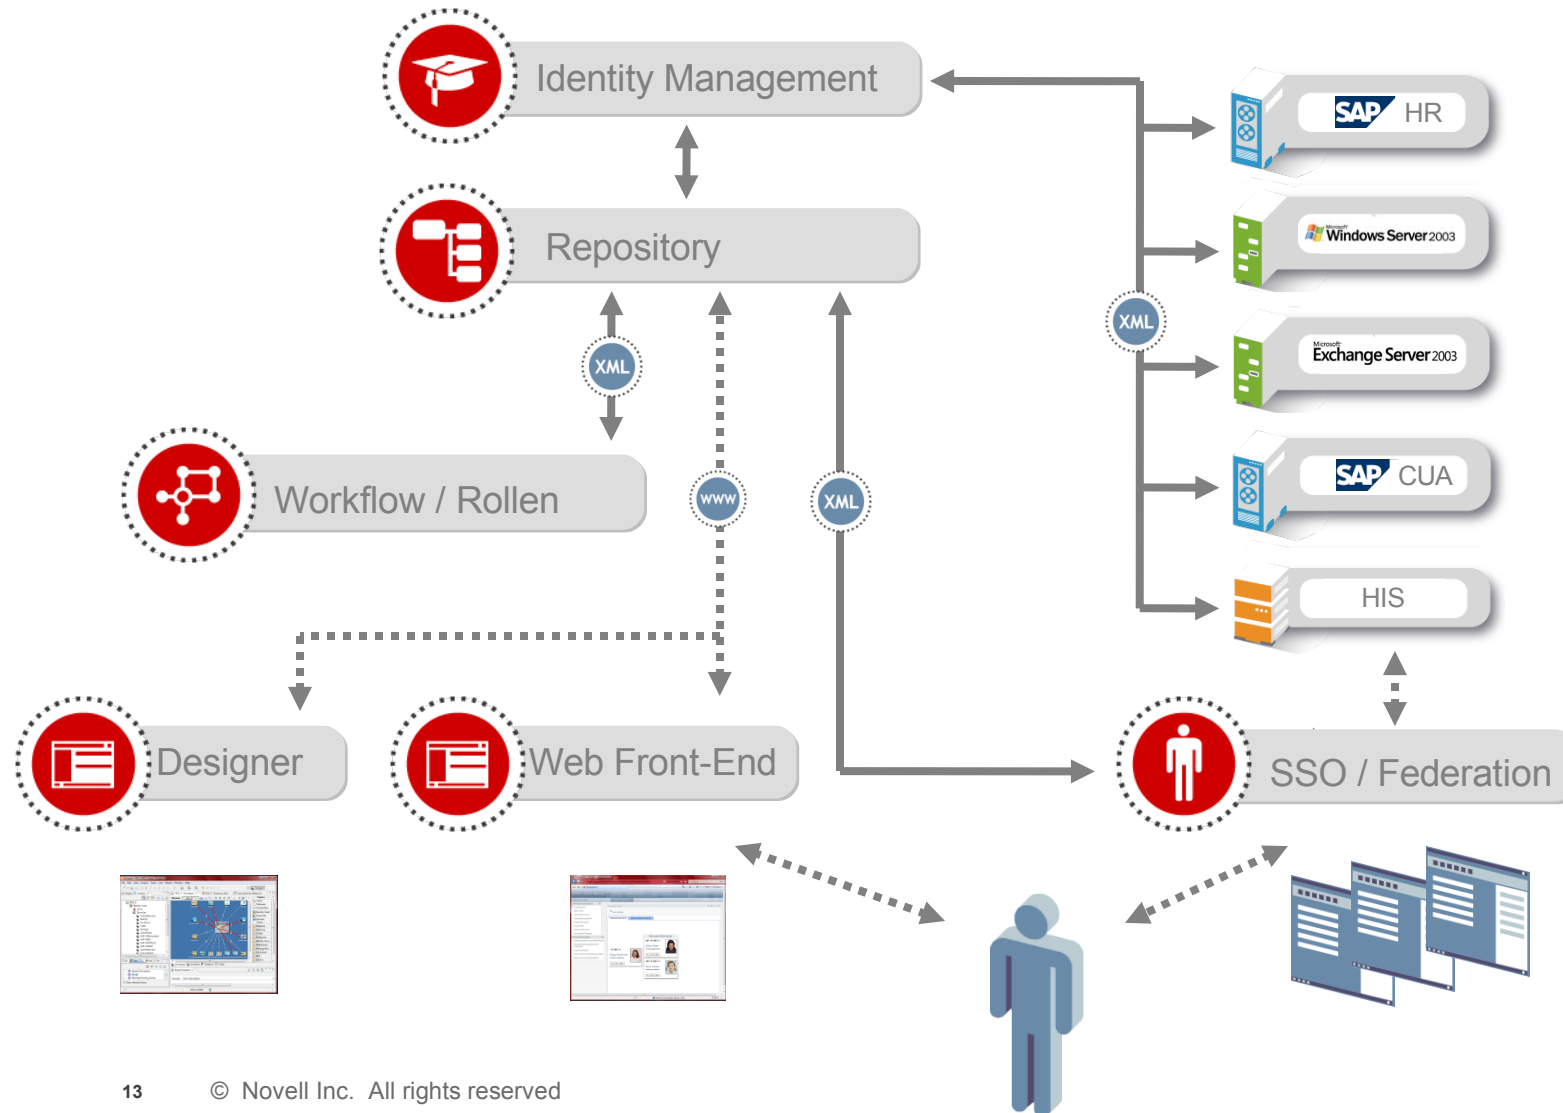 Identity Management
SAP HR
Repository
Microsoft
Windows Server 2003
XML
XML
Microsoft
Exchange Server 2003
Workflow / Rollen
www
XML
SAP CUA
HIS
Designer
Web Front-End
SSO / Federation
13 © Novell Inc. All rights reserved